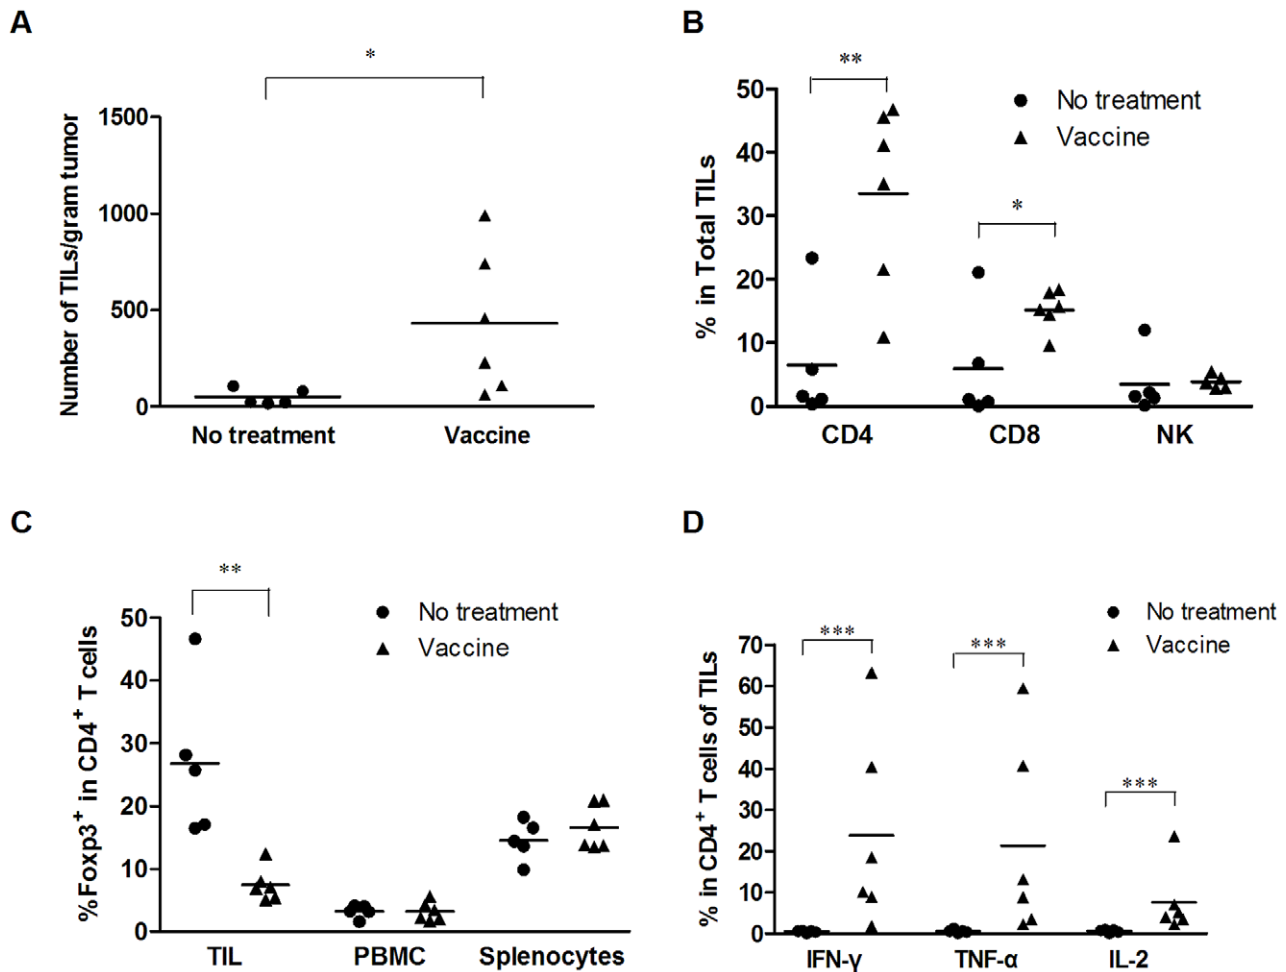 A
*
Number of TILs/gram tumor
1500
1000
500
0
No treatment
Vaccine
B
**
*
No treatment
Vaccine
% in Total TILs
50
40
30
20
10
0
CD4
CD8
NK
C
**
No treatment
Vaccine
%Foxp3⁺ in CD4⁺ T cells
50
40
30
20
10
0
TIL
PBMC
Splenocytes
D
No treatment
Vaccine
***
***
***
% in CD4⁺ T cells of TILs
70
60
50
40
30
20
10
0
IFN-γ
TNF-α
IL-2